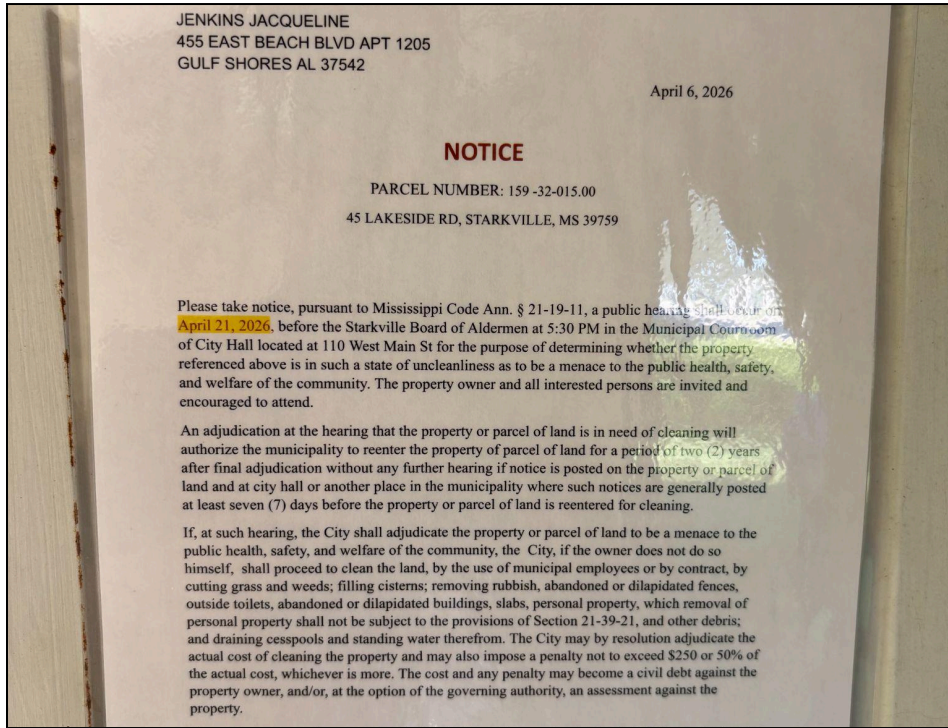 JENKINS JACQUELINE
455 EAST BEACH BLVD APT 1205
GULF SHORES AL 37542
April 6, 2026
NOTICE
PARCEL NUMBER: 159 -32-015.00
45 LAKESIDE RD, STARKVILLE, MS 39759
Please take notice, pursuant to Mississippi Code Ann. § 21-19-11, a public hearing shall occur on
April 21, 2026, before the Starkville Board of Aldermen at 5:30 PM in the Municipal Courtroom
of City Hall located at 110 West Main St for the purpose of determining whether the property
referenced above is in such a state of uncleanliness as to be a menace to the public health, safety,
and welfare of the community. The property owner and all interested persons are invited and
encouraged to attend.
An adjudication at the hearing that the property or parcel of land is in need of cleaning will
authorize the municipality to reenter the property of parcel of land for a period of two (2) years
after final adjudication without any further hearing if notice is posted on the property or parcel of
land and at city hall or another place in the municipality where such notices are generally posted
at least seven (7) days before the property or parcel of land is reentered for cleaning.
If, at such hearing, the City shall adjudicate the property or parcel of land to be a menace to the
public health, safety, and welfare of the community, the City, if the owner does not do so
himself, shall proceed to clean the land, by the use of municipal employees or by contract, by
cutting grass and weeds; filling cisterns; removing rubbish, abandoned or dilapidated fences,
outside toilets, abandoned or dilapidated buildings, slabs, personal property, which removal of
personal property shall not be subject to the provisions of Section 21-39-21, and other debris;
and draining cesspools and standing water therefrom. The City may by resolution adjudicate the
actual cost of cleaning the property and may also impose a penalty not to exceed $250 or 50% of
the actual cost, whichever is more. The cost and any penalty may become a civil debt against the
property owner, and/or, at the option of the governing authority, an assessment against the
property.